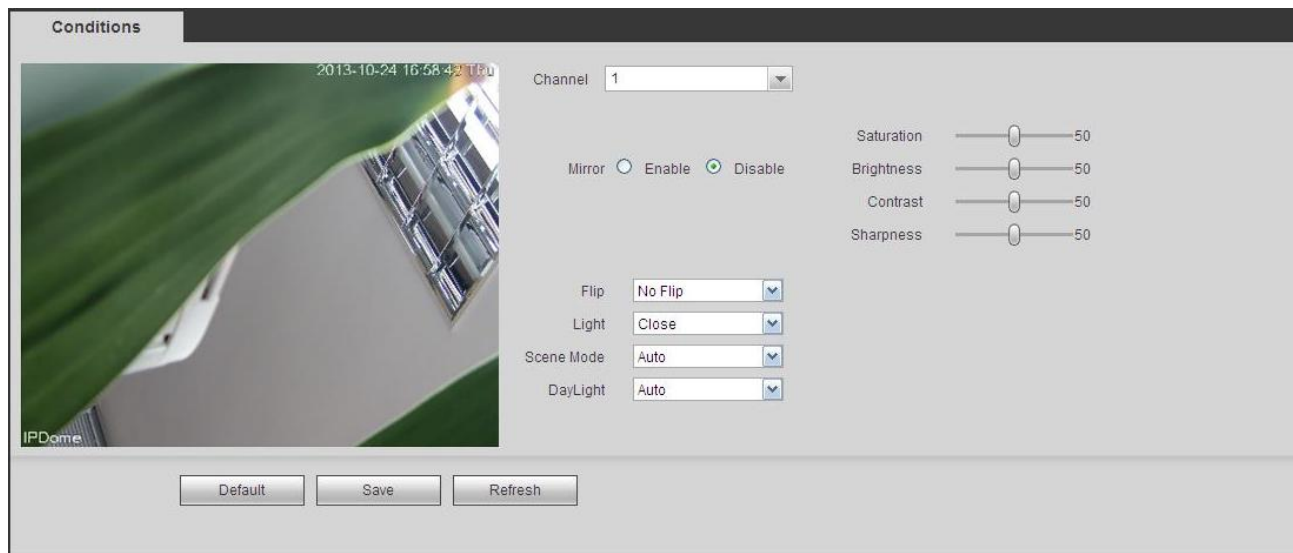 Conditions
2013-10-24 16:58:42 Thu
Channel 1
Mirror Enable Disable
Saturation 50
Brightness 50
Contrast 50
Sharpness 50
Flip No Flip
Light Close
Scene Mode Auto
DayLight Auto
IPDome
Default Save Refresh